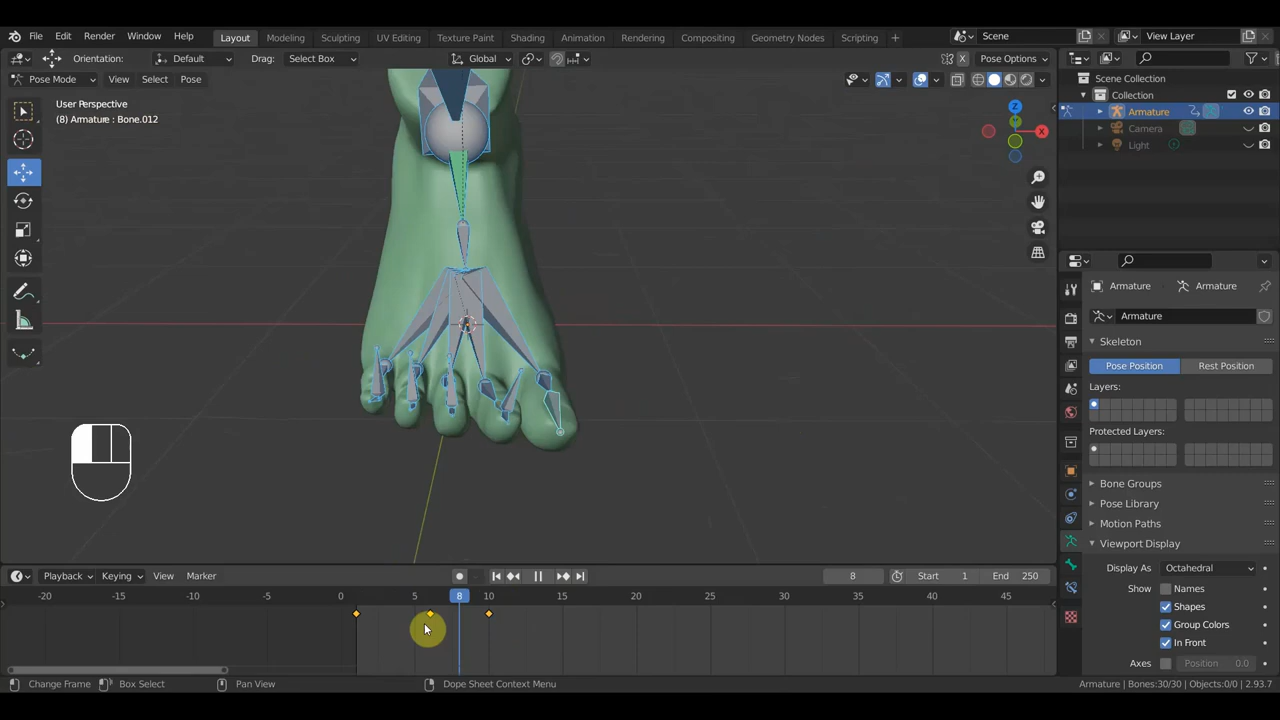 File Edit Render Window Help Layout Modeling Sculpting UV Editing Texture Paint Shading Animation Rendering Compositing Geometry Nodes Scripting + Scene View Layer
Orientation: Default Drag: Select Box Global Pose Options
Pose Mode View Select Pose
User Perspective
(8) Armature : Bone.012
Z
X
Scene Collection
Collection
Armature
Camera
Light
Armature Armature
Armature
Skeleton
Pose Position Rest Position
Layers:
Protected Layers:
Bone Groups
Pose Library
Motion Paths
Viewport Display
Display As Octahedral
Show Names
Shapes
Group Colors
In Front
Axes Position 0.0
Playback Keying View Marker 8 Start 1 End 250
-20 -15 -10 -5 0 5 8 10 15 20 25 30 35 40 45
Change Frame Box Select Pan View Dope Sheet Context Menu Armature | Bones:30/30 | Objects:0/0 | 2.93.7